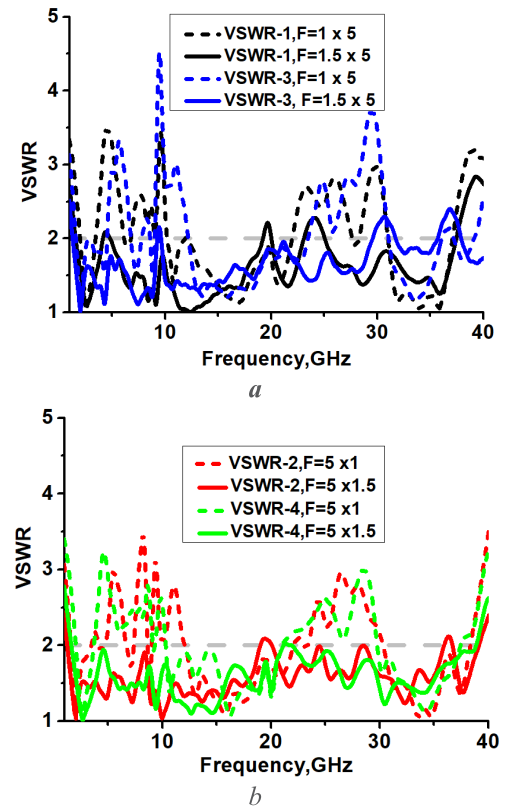 5
VSWR-1,F=1 x 5
VSWR-1,F=1.5 x 5
VSWR-3,F=1 x 5
VSWR-3, F=1.5 x 5
4
VSWR
3
2
1
10 20 30 40
Frequency,GHz
a
5
VSWR-2,F=5 x1
VSWR-2,F=5 x1.5
VSWR-4,F=5 x1
VSWR-4,F=5 x1.5
4
VSWR
3
2
1
10 20 30 40
Frequency,GHz
b